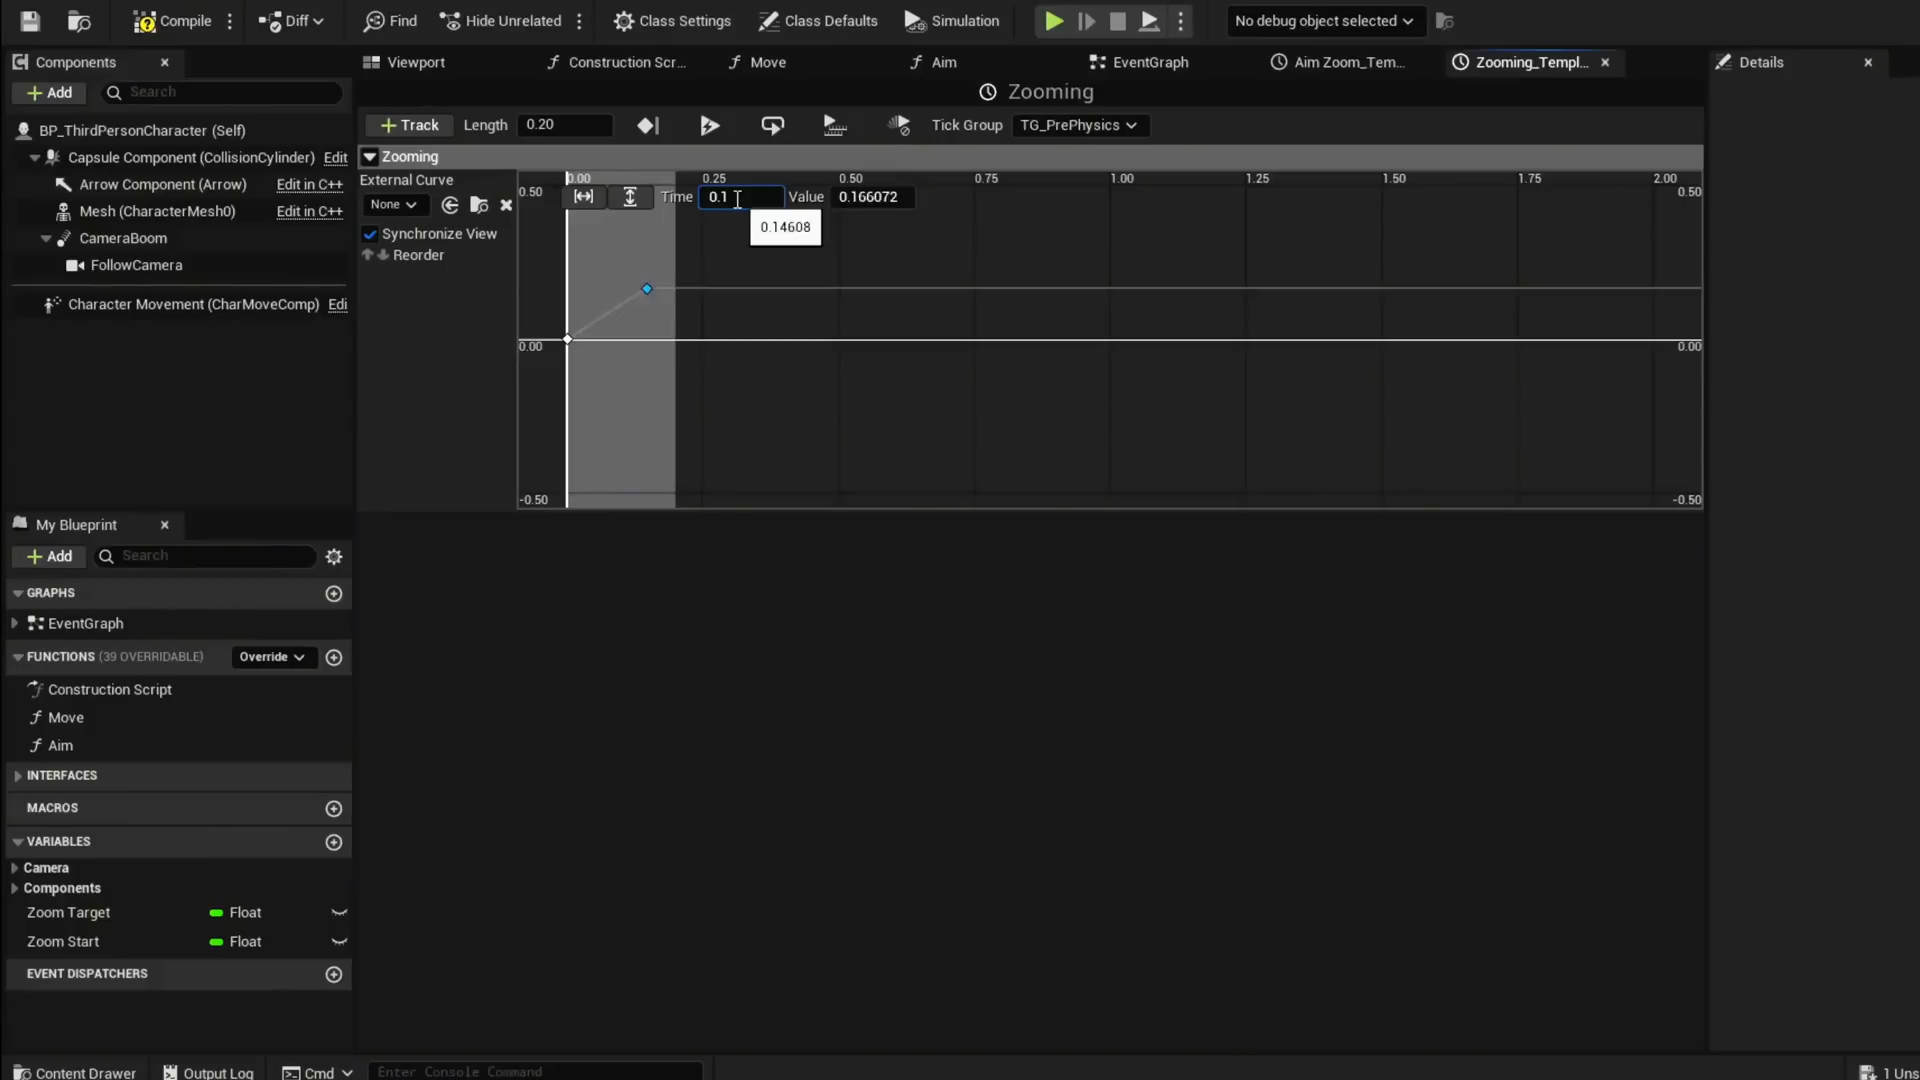 Compile
Diff
Find
Hide Unrelated
Class Settings
Class Defaults
Simulation
No debug object selected
Components
Viewport
Construction Scr...
Move
Aim
EventGraph
Aim Zoom_Tem...
Zooming_Templ...
Details
Add
Search
Zooming
BP_ThirdPersonCharacter (Self)
Track
Length
0.20
Tick Group
TG_PrePhysics
Capsule Component (CollisionCylinder)
Edit
Zooming
Arrow Component (Arrow)
Edit in C++
External Curve
0.00
0.25
0.50
0.75
1.00
1.25
1.50
1.75
2.00
0.50
0.50
Time
0.1
Value
0.166072
None
Mesh (CharacterMesh0)
Edit in C++
0.14608
CameraBoom
Synchronize View
FollowCamera
Reorder
Character Movement (CharMoveComp)
Edi
0.00
0.00
-0.50
-0.50
My Blueprint
Add
Search
GRAPHS
EventGraph
FUNCTIONS (39 OVERRIDABLE)
Override
Construction Script
Move
Aim
INTERFACES
MACROS
VARIABLES
Camera
Components
Zoom Target
Float
Zoom Start
Float
EVENT DISPATCHERS
Content Drawer
Output Log
Cmd
Enter Console Command
1 Uns